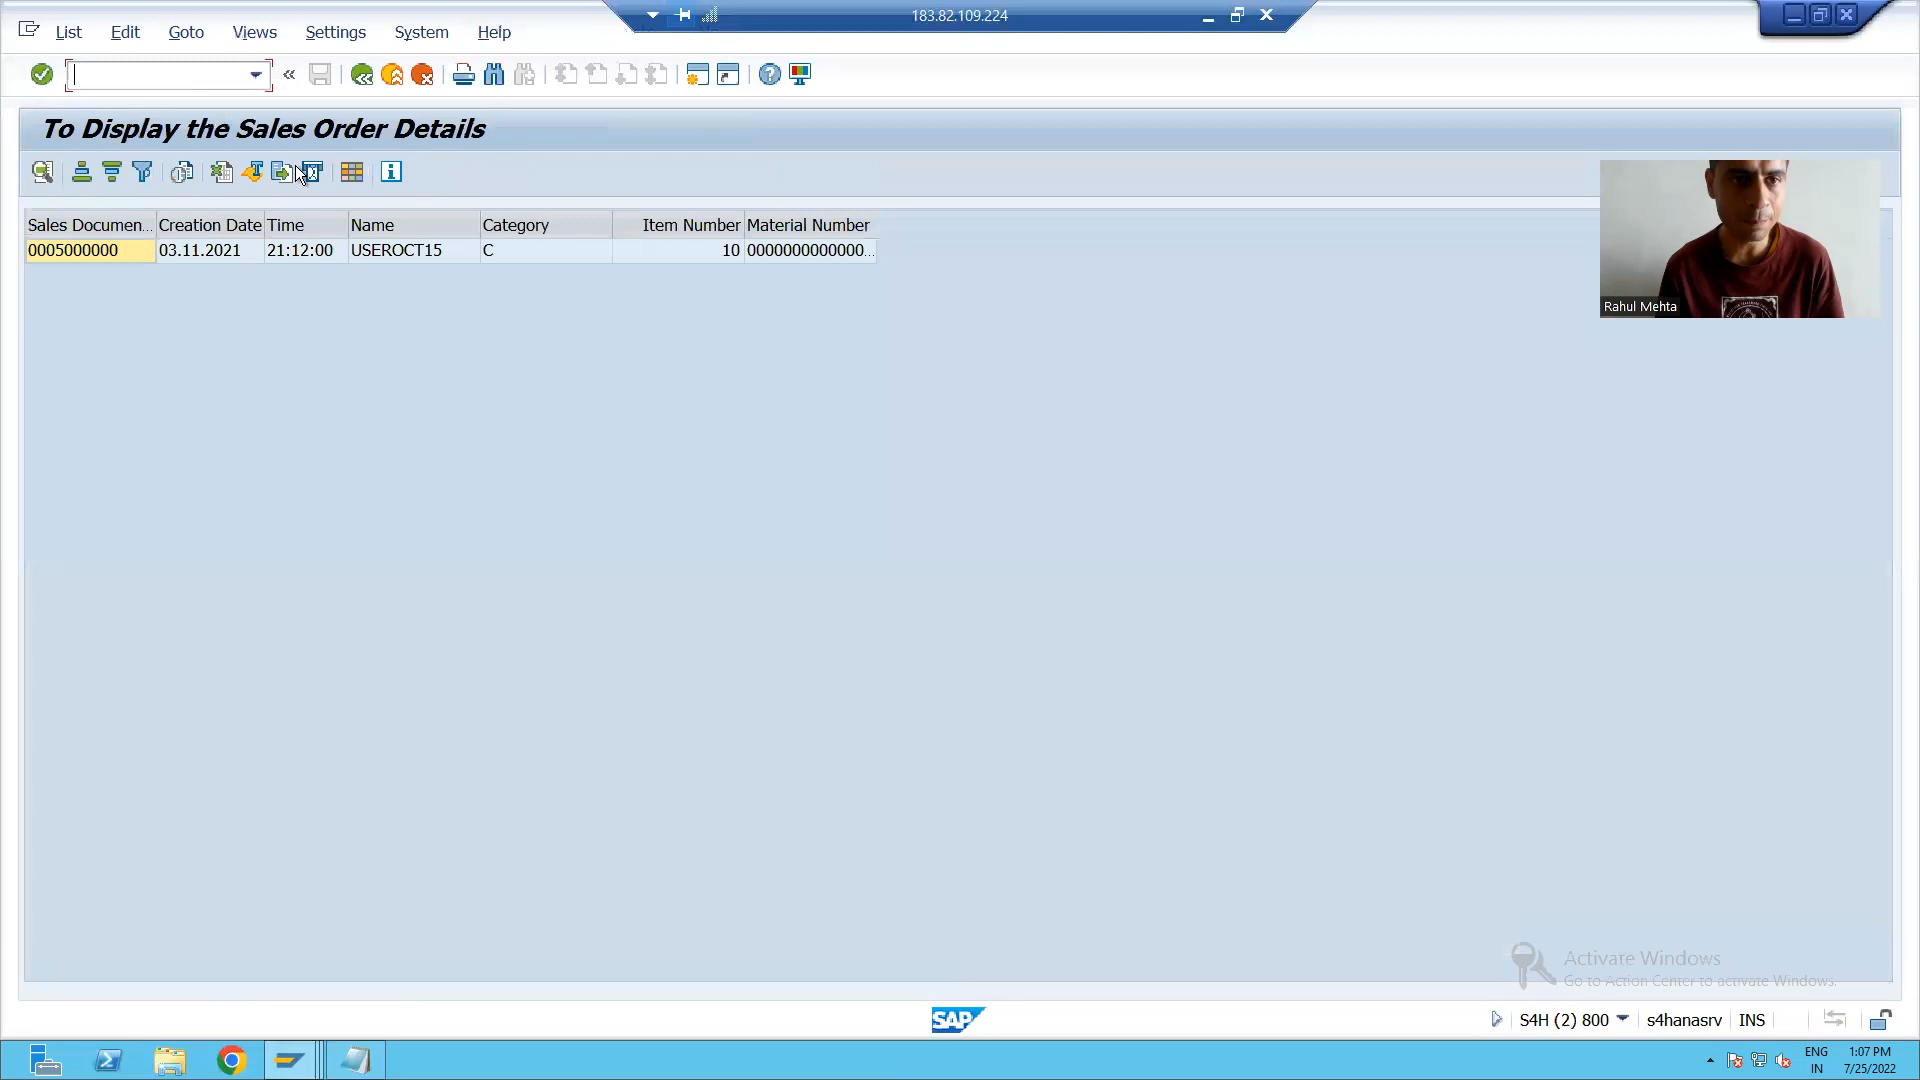 183.82.109.224
List Edit Goto Views Settings System Help
To Display the Sales Order Details
Sales Documen... Creation Date Time Name Category Item Number Material Number
0005000000 03.11.2021 21:12:00 USEROCT15 C 10 0000000000000...
Rahul Mehta
Activate Windows
Go to Action Center to activate Windows.
SAP
S4H (2) 800 s4hanasrv INS
ENG 1:07 PM
IN 7/25/2022